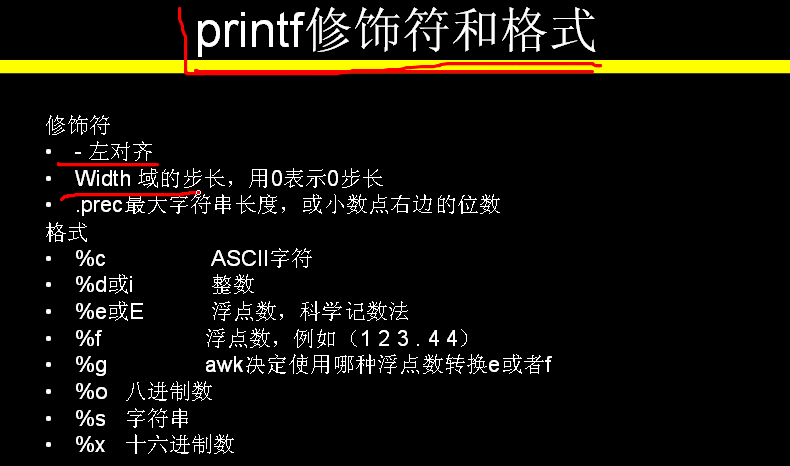 printf修饰符和格式
修饰符
• - 左对齐
• Width 域的步长，用0表示0步长
• .prec最大字符串长度，或小数点右边的位数
格式
• %c ASCII字符
• %d或i 整数
• %e或E 浮点数，科学记数法
• %f 浮点数，例如（1 2 3 . 4 4）
• %g awk决定使用哪种浮点数转换e或者f
• %o 八进制数
• %s 字符串
• %x 十六进制数